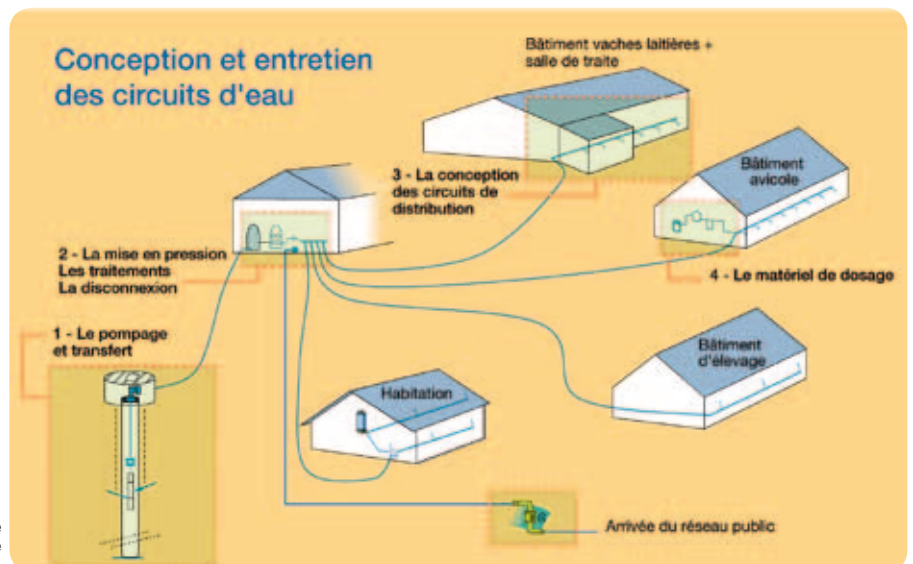 Conception et entretien
des circuits d'eau
Bâtiment vaches laitières +
salle de traite
Bâtiment
avicole
3 - La conception
des circuits de
distribution
2 - La mise en pression
Les traitements
La disconnexion
4 - Le matériel de dosage
1 - Le pompage
et transfert
Bâtiment
d'élevage
Habitation
Arrivée du réseau public